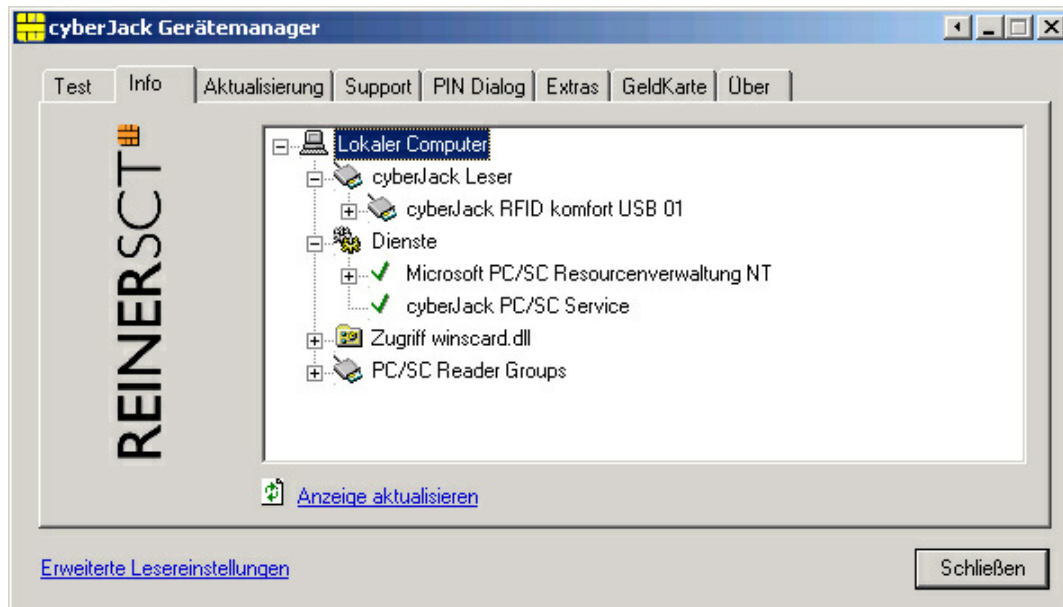 cyberJack Gerätemanager
Test Info Aktualisierung Support PIN Dialog Extras GeldKarte Über
REINERSCT
Lokaler Computer
cyberJack Leser
cyberJack RFID komfort USB 01
Dienste
Microsoft PC/SC Resourcenverwaltung NT
cyberJack PC/SC Service
Zugriff winscard.dll
PC/SC Reader Groups
Anzeige aktualisieren
Erweiterte Lesereinstellungen
Schließen